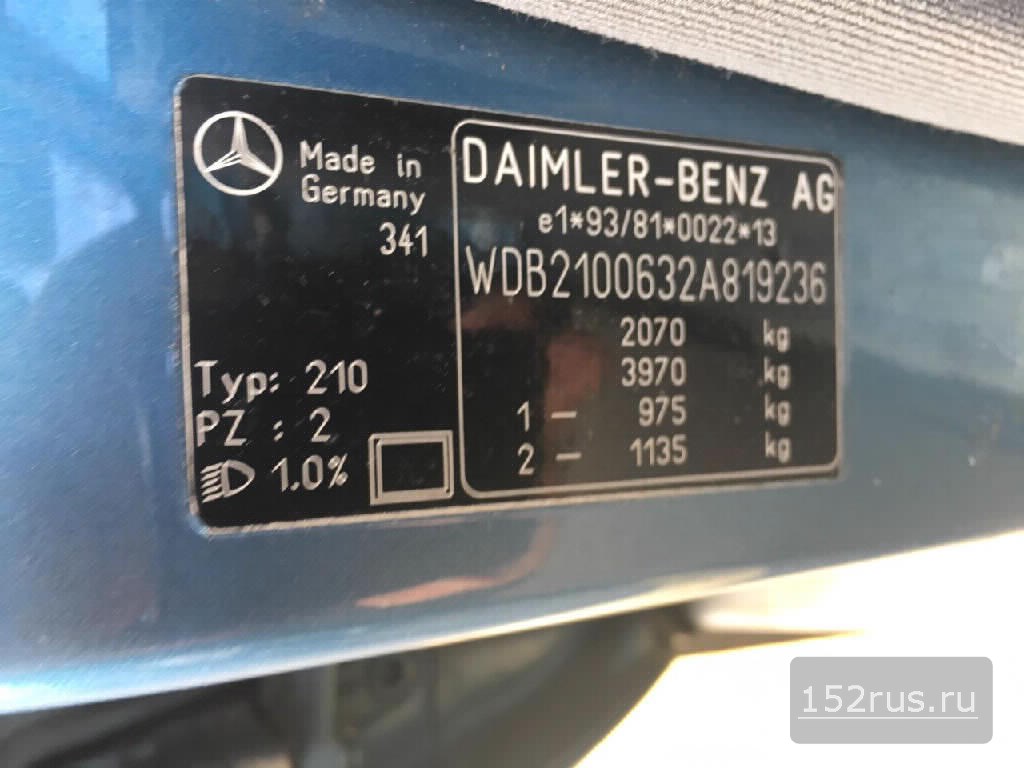 Made in
Germany
341
Typ: 210
PZ : 2
1.0%
DAIMLER-BENZ AG
e1*93/81*0022*13
WDB2100632A819236
2070 kg
3970 kg
1 — 975 kg
2 — 1135 kg
152rus.ru